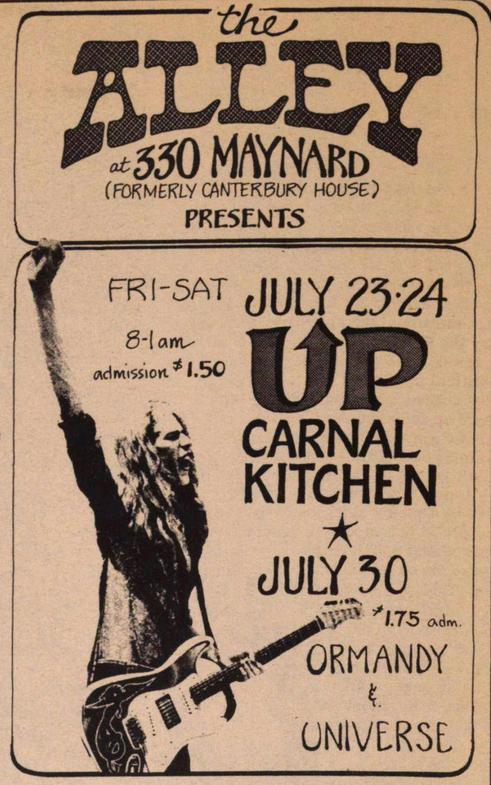 the
ALLEY
at 330 MAYNARD
(FORMERLY CANTERBURY HOUSE)
PRESENTS
FRI-SAT JULY 23·24
8-1am
admission $1.50
UP
CARNAL
KITCHEN
JULY 30
$1.75 adm.
ORMANDY
&
UNIVERSE